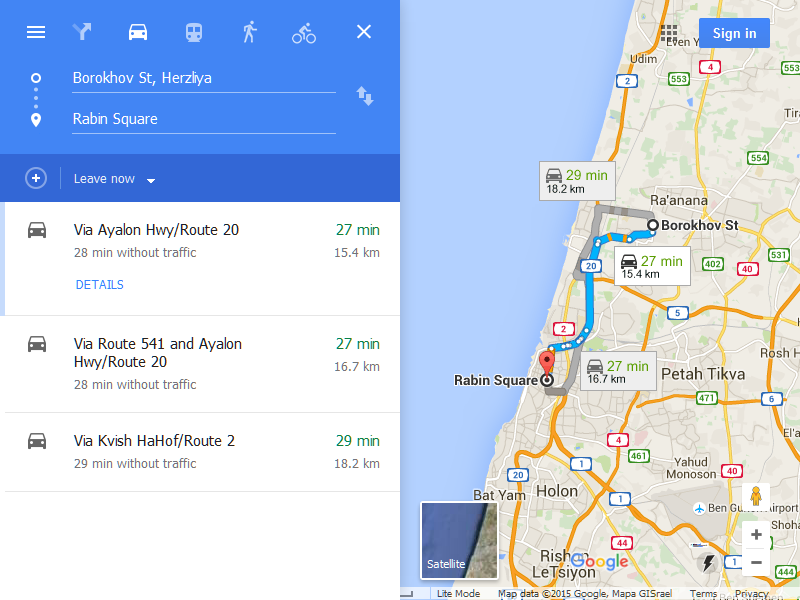 Borokhov St, Herzliya
Rabin Square
Leave now
Via Ayalon Hwy/Route 20
27 min
28 min without traffic
15.4 km
DETAILS
Via Route 541 and Ayalon
Hwy/Route 20
27 min
16.7 km
28 min without traffic
Via Kvish HaHof/Route 2
29 min
29 min without traffic
18.2 km
Sign in
Even Y
Udim
4
553
2
553
Tira
554
29 min
18.2 km
Ra'anana
Borokhov St
531
27 min
15.4 km
402
40
20
5
2
Rosh H
27 min
16.7 km
Rabin Square
Petah Tikva
471
6
4
461
El'a
Yahud
Monoson
40
1
20
Bat Yam
Holon
1
Ben Gurion Airport
Shoha
44
1
Rishon
LeTsiyon
Google
444
Satellite
Lite Mode
Map data ©2015 Google, Mapa GISrael
Terms
Privacy